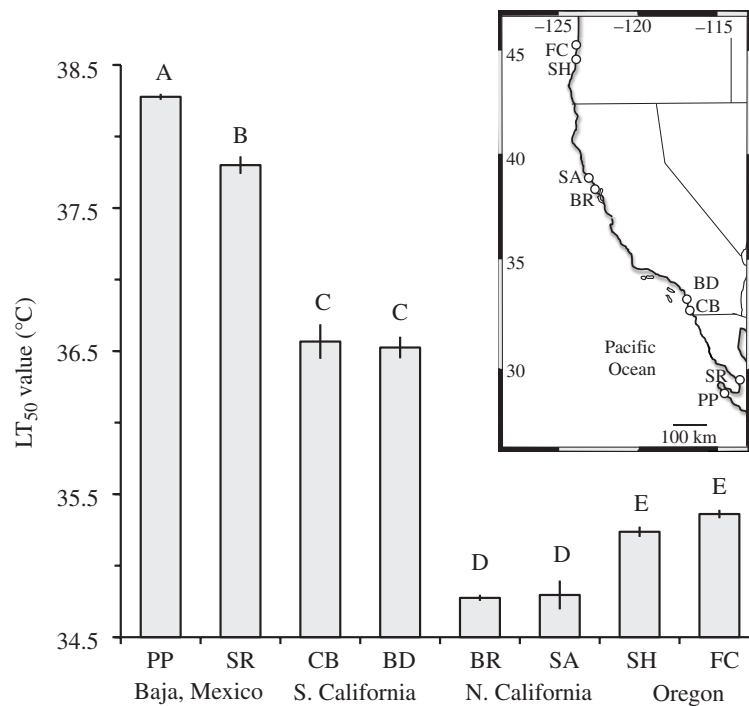 −125 −120 −115
45
40
35
30
FC
SH
SA
BR
BD
CB
SR
PP
Pacific
Ocean
100 km
LT50 value (°C)
38.5
37.5
36.5
35.5
34.5
A
B
C
C
D
D
E
E
PP SR CB BD BR SA SH FC
Baja, Mexico S. California N. California Oregon